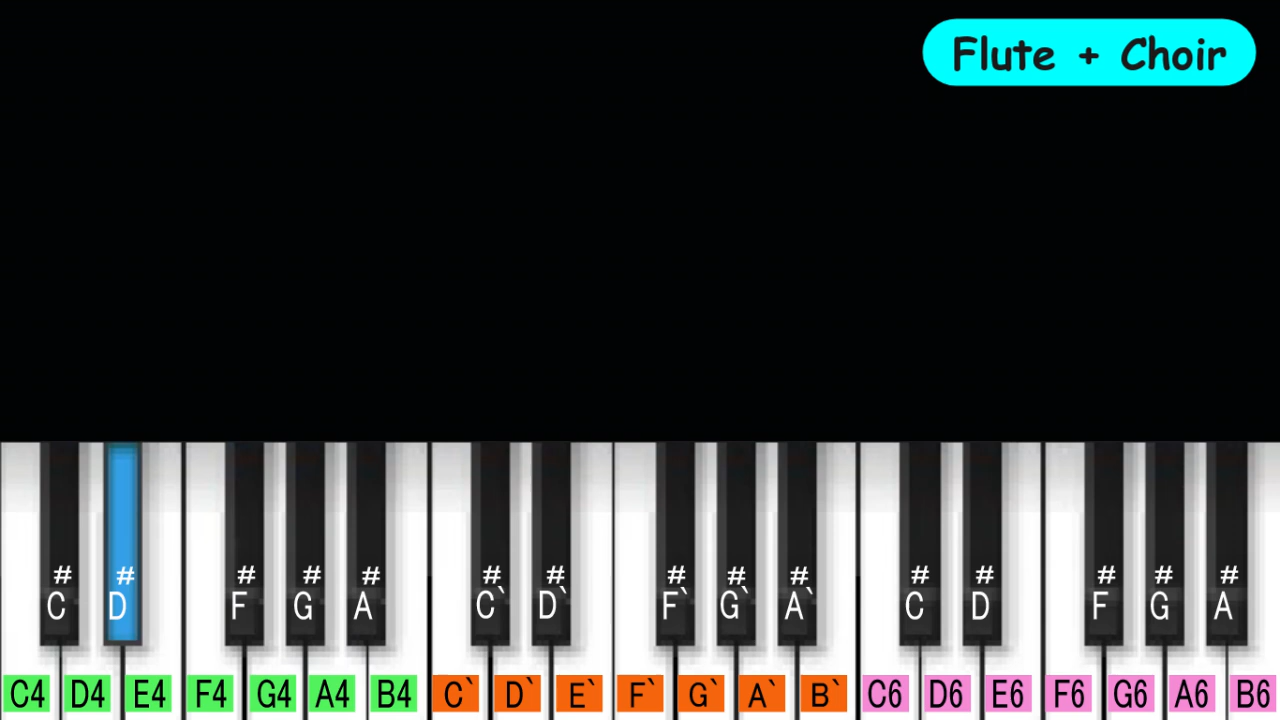 Flute + Choir
# # # # # # # # # # # # # # #
C D F G A C` D` F` G` A` C D F G A
C4 D4 E4 F4 G4 A4 B4 C` D` E` F` G` A` B` C6 D6 E6 F6 G6 A6 B6